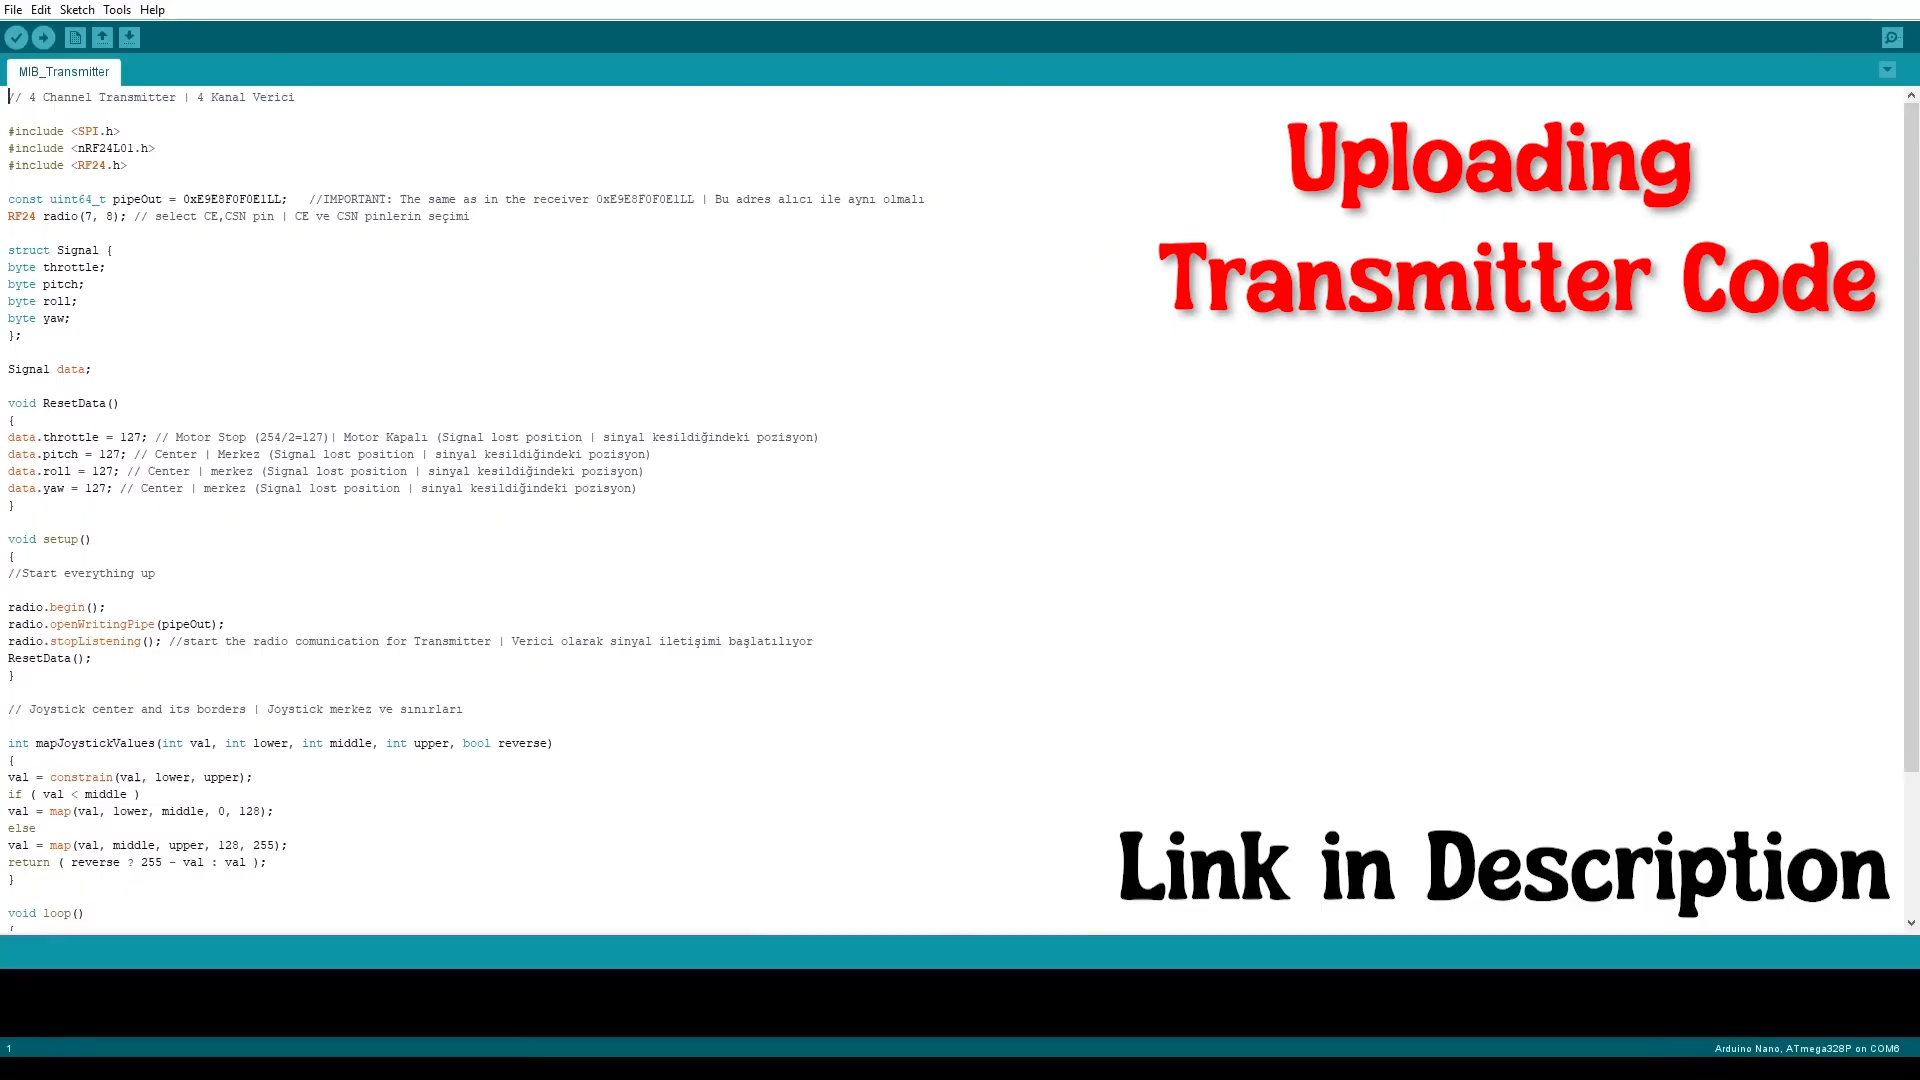 File Edit Sketch Tools Help
MIB_Transmitter
// 4 Channel Transmitter | 4 Kanal Verici
#include <SPI.h>
#include <nRF24L01.h>
#include <RF24.h>
const uint64_t pipeOut = 0xE9E8F0F0E1LL;   //IMPORTANT: The same as in the receiver 0xE9E8F0F0E1LL | Bu adres alıcı ile aynı olmalı
RF24 radio(7, 8); // select CE,CSN pin | CE ve CSN pinlerin seçimi
struct Signal {
byte throttle;
byte pitch;
byte roll;
byte yaw;
};
Signal data;
void ResetData()
{
data.throttle = 127; // Motor Stop (254/2=127)| Motor Kapalı (Signal lost position | sinyal kesildiğindeki pozisyon)
data.pitch = 127; // Center | Merkez (Signal lost position | sinyal kesildiğindeki pozisyon)
data.roll = 127; // Center | merkez (Signal lost position | sinyal kesildiğindeki pozisyon)
data.yaw = 127; // Center | merkez (Signal lost position | sinyal kesildiğindeki pozisyon)
}
void setup()
{
//Start everything up
radio.begin();
radio.openWritingPipe(pipeOut);
radio.stopListening(); //start the radio comunication for Transmitter | Verici olarak sinyal iletişimi başlatılıyor
ResetData();
}
// Joystick center and its borders | Joystick merkez ve sınırları
int mapJoystickValues(int val, int lower, int middle, int upper, bool reverse)
{
val = constrain(val, lower, upper);
if ( val < middle )
val = map(val, lower, middle, 0, 128);
else
val = map(val, middle, upper, 128, 255);
return ( reverse ? 255 - val : val );
}
void loop()
{
Uploading
Transmitter Code
Link in Description
1
Arduino Nano, ATmega328P on COM6